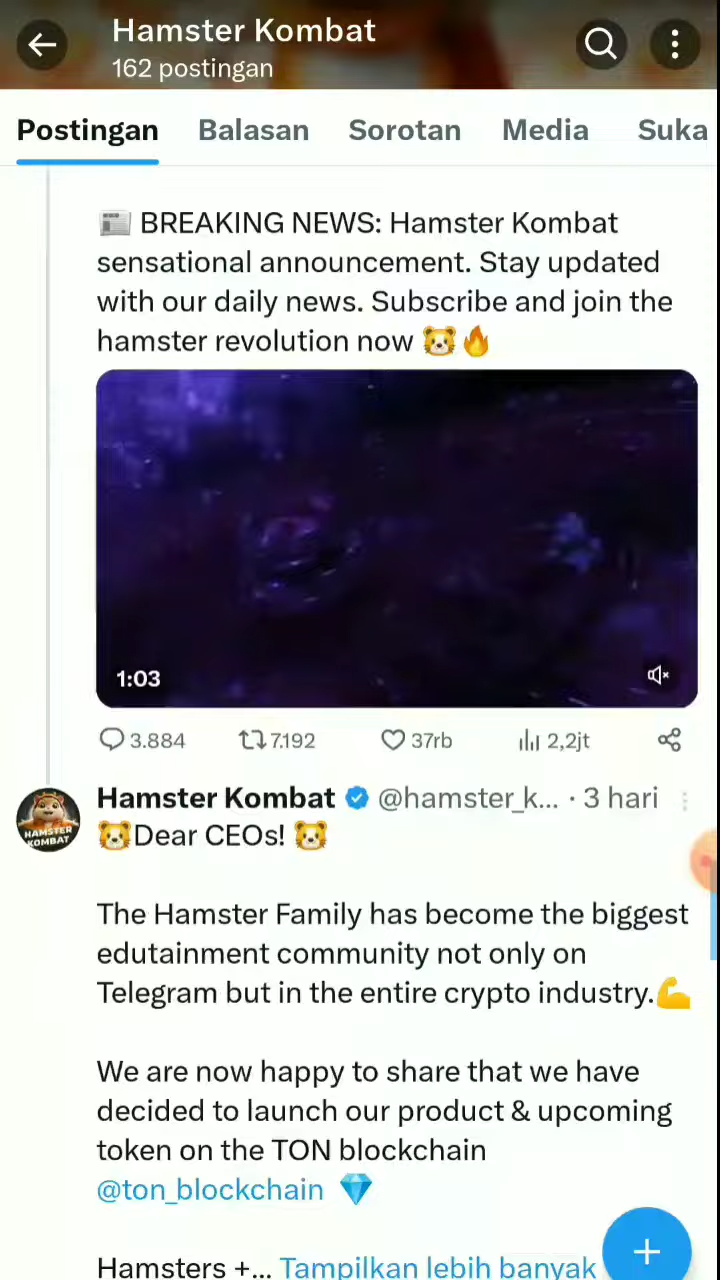 Hamster Kombat
162 postingan
Postingan Balasan Sorotan Media Suka
📰 BREAKING NEWS: Hamster Kombat
sensational announcement. Stay updated
with our daily news. Subscribe and join the
hamster revolution now 🐹🔥
1:03
3.884 7.192 37rb 2,2jt
Hamster Kombat @hamster_k... · 3 hari
HAMSTER
KOMBAT
🐹Dear CEOs! 🐹
The Hamster Family has become the biggest
edutainment community not only on
Telegram but in the entire crypto industry.💪
We are now happy to share that we have
decided to launch our product & upcoming
token on the TON blockchain
@ton_blockchain 💎
Hamsters +... Tampilkan lebih banyak